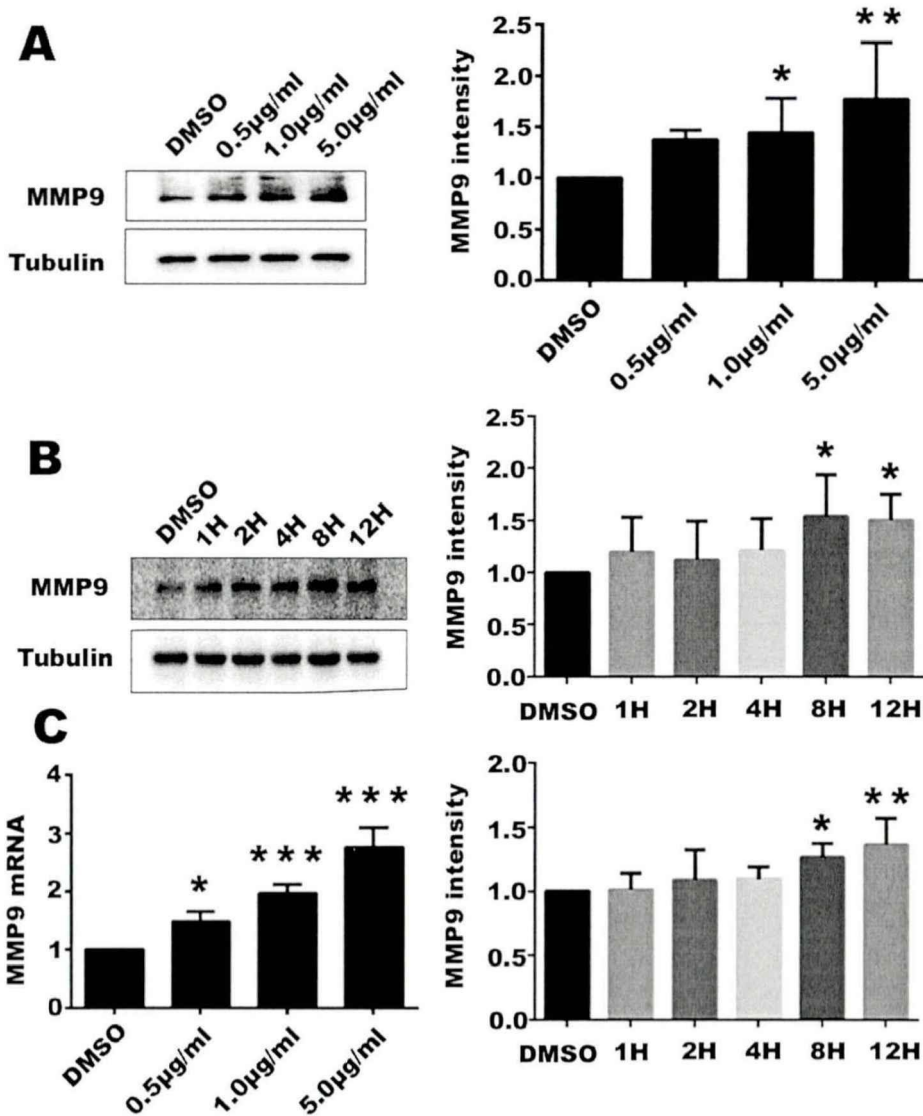 A
DMSO
0.5µg/ml
1.0µg/ml
5.0µg/ml
MMP9
Tubulin
MMP9 intensity
2.5
2.0
1.5
1.0
0.5
0.0
*
**
DMSO
0.5µg/ml
1.0µg/ml
5.0µg/ml
B
DMSO
1H
2H
4H
8H
12H
MMP9
Tubulin
MMP9 intensity
2.5
2.0
1.5
1.0
0.5
0.0
*
*
DMSO 1H 2H 4H 8H 12H
C
MMP9 mRNA
4
3
2
1
0
*
***
***
DMSO
0.5µg/ml
1.0µg/ml
5.0µg/ml
MMP9 intensity
2.0
1.5
1.0
0.5
0.0
*
**
DMSO 1H 2H 4H 8H 12H